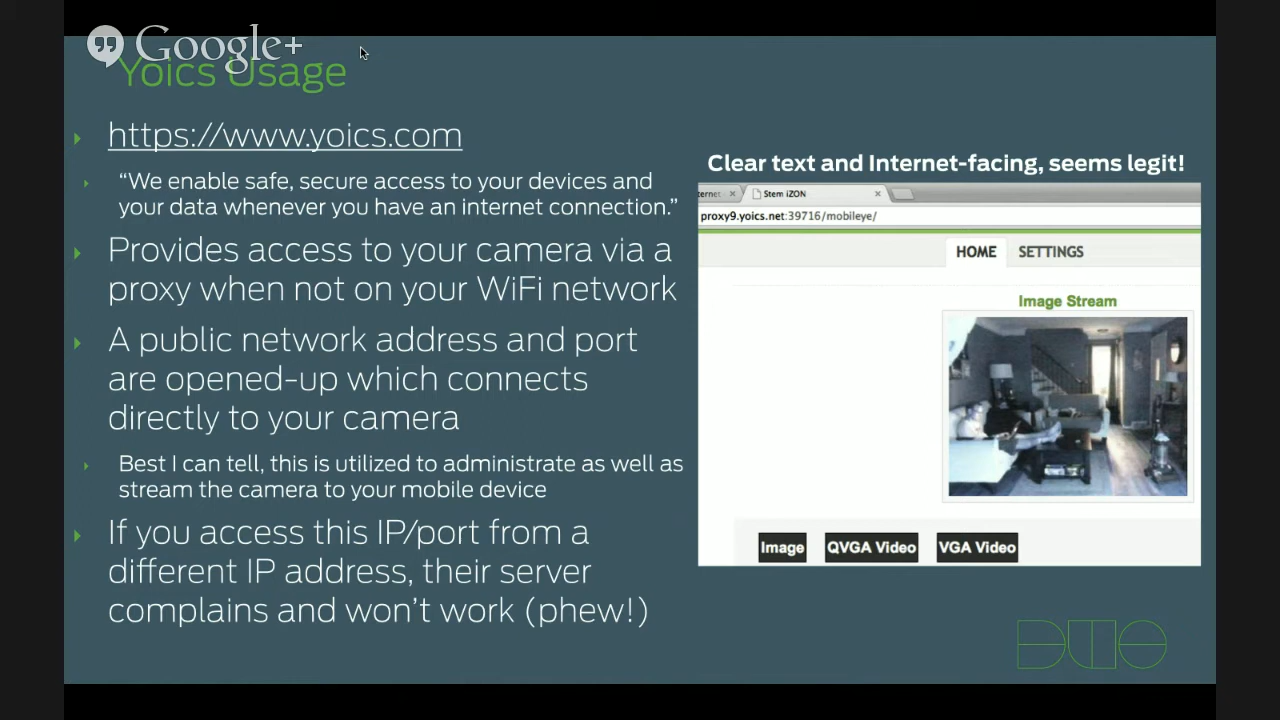 Google+
Yoics Usage
https://www.yoics.com
“We enable safe, secure access to your devices and
your data whenever you have an internet connection.”
Provides access to your camera via a
proxy when not on your WiFi network
A public network address and port
are opened-up which connects
directly to your camera
Best I can tell, this is utilized to administrate as well as
stream the camera to your mobile device
If you access this IP/port from a
different IP address, their server
complains and won’t work (phew!)
Clear text and Internet-facing, seems legit!
ternet
Stem iZON
proxy9.yoics.net:39716/mobileye/
HOME SETTINGS
Image Stream
Image QVGA Video VGA Video
DUO